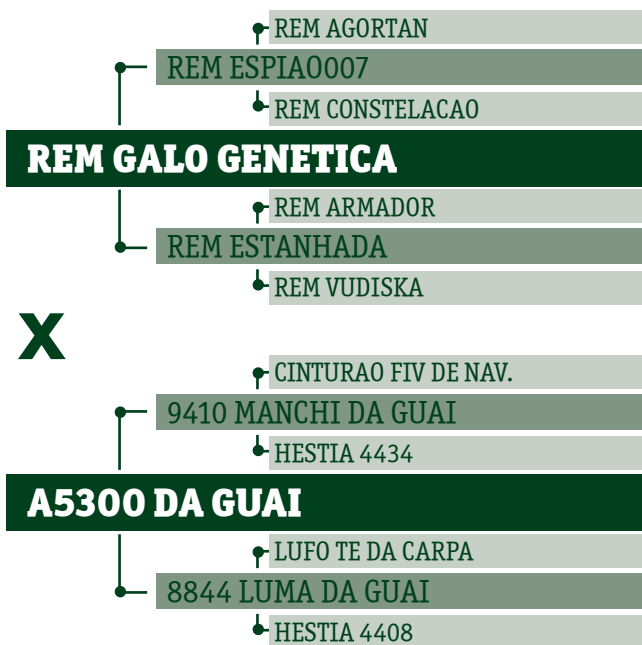 REM AGORTAN
REM ESPIAO007
REM CONSTELACAO
REM GALO GENETICA
REM ARMADOR
REM ESTANHADA
REM VUDISKA
X
CINTURAO FIV DE NAV.
9410 MANCHI DA GUAI
HESTIA 4434
A5300 DA GUAI
LUFO TE DA CARPA
8844 LUMA DA GUAI
HESTIA 4408